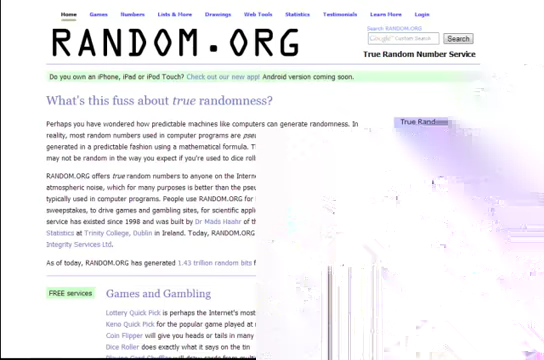 Home Games Numbers Lists & More Drawings Web Tools Statistics Testimonials Learn More Login
RANDOM.ORG
Search RANDOM.ORG
Google Custom Search Search
True Random Number Service
Do you own an iPhone, iPad or iPod Touch? Check out our new app! Android version coming soon.
What's this fuss about true randomness?
Perhaps you have wondered how predictable machines like computers can generate randomness. In
reality, most random numbers used in computer programs are
generated in a predictable fashion using a mathematical formula.
may not be random in the way you expect if you're used to dice
True
RANDOM.ORG offers true random numbers to anyone on the
atmospheric noise, which for many purposes is better than the
typically used in computer programs. People use RANDOM.ORG for
sweepstakes, to drive games and gambling sites, for scientific
service has existed since 1998 and was built by Dr Mads Haahr of
Statistics at Trinity College, Dublin in Ireland. Today, RANDOM.ORG
Integrity Services Ltd.
As of today, RANDOM.ORG has generated 1.43 trillion random bits
FREE services
Games and Gambling
Lottery Quick Pick is perhaps the Internet's most
Keno Quick Pick for the popular game played at
Coin Flipper will give you heads or tails in many
Dice Roller does exactly what it says on the tin